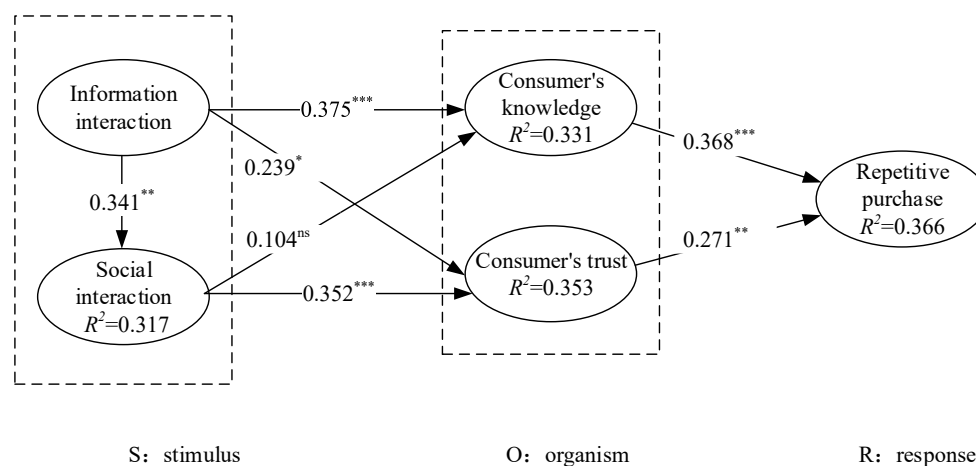 Information
interaction
0.375***
0.239*
0.341**
0.104ns
Social
interaction
R²=0.317
0.352***
Consumer's
knowledge
R²=0.331
Consumer's trust
R²=0.353
0.368***
0.271**
Repetitive
purchase
R²=0.366
S：stimulus
O：organism
R：response